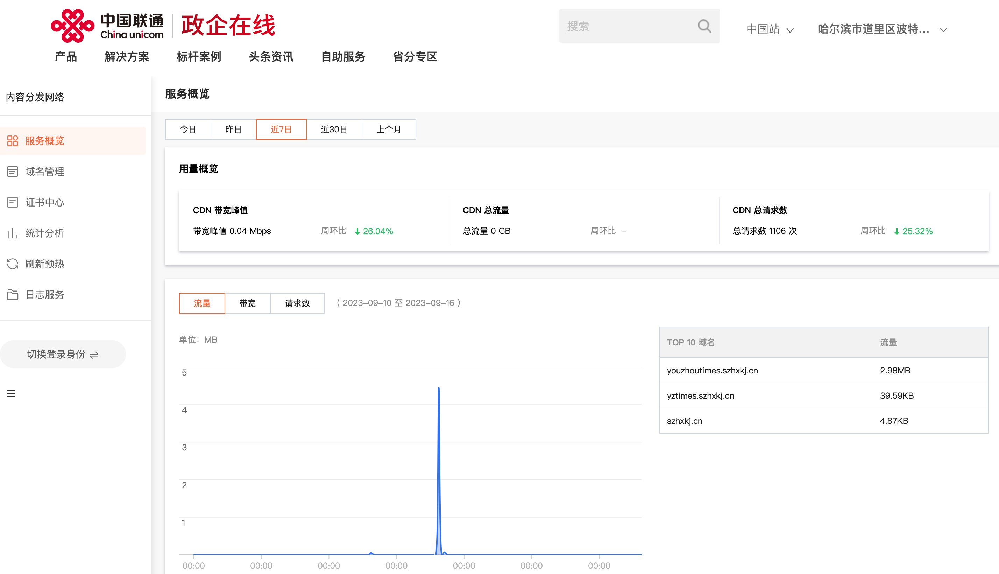 中国联通
China unicom
政企在线
搜索
中国站
哈尔滨市道里区波特...
产品 解决方案 标杆案例 头条资讯 自助服务 省分专区
内容分发网络
服务概览
域名管理
证书中心
统计分析
刷新预热
日志服务
切换登录身份
服务概览
今日 昨日 近7日 近30日 上个月
用量概览
CDN 带宽峰值
带宽峰值 0.04 Mbps 周环比 26.04%
CDN 总流量
总流量 0 GB 周环比 –
CDN 总请求数
总请求数 1106 次 周环比 25.32%
流量 带宽 请求数 ( 2023-09-10 至 2023-09-16 )
单位：MB
5
4
3
2
1
00:00 00:00 00:00 00:00 00:00 00:00 00:00
TOP 10 域名 流量
youzhoutimes.szhxkj.cn 2.98MB
yztimes.szhxkj.cn 39.59KB
szhxkj.cn 4.87KB